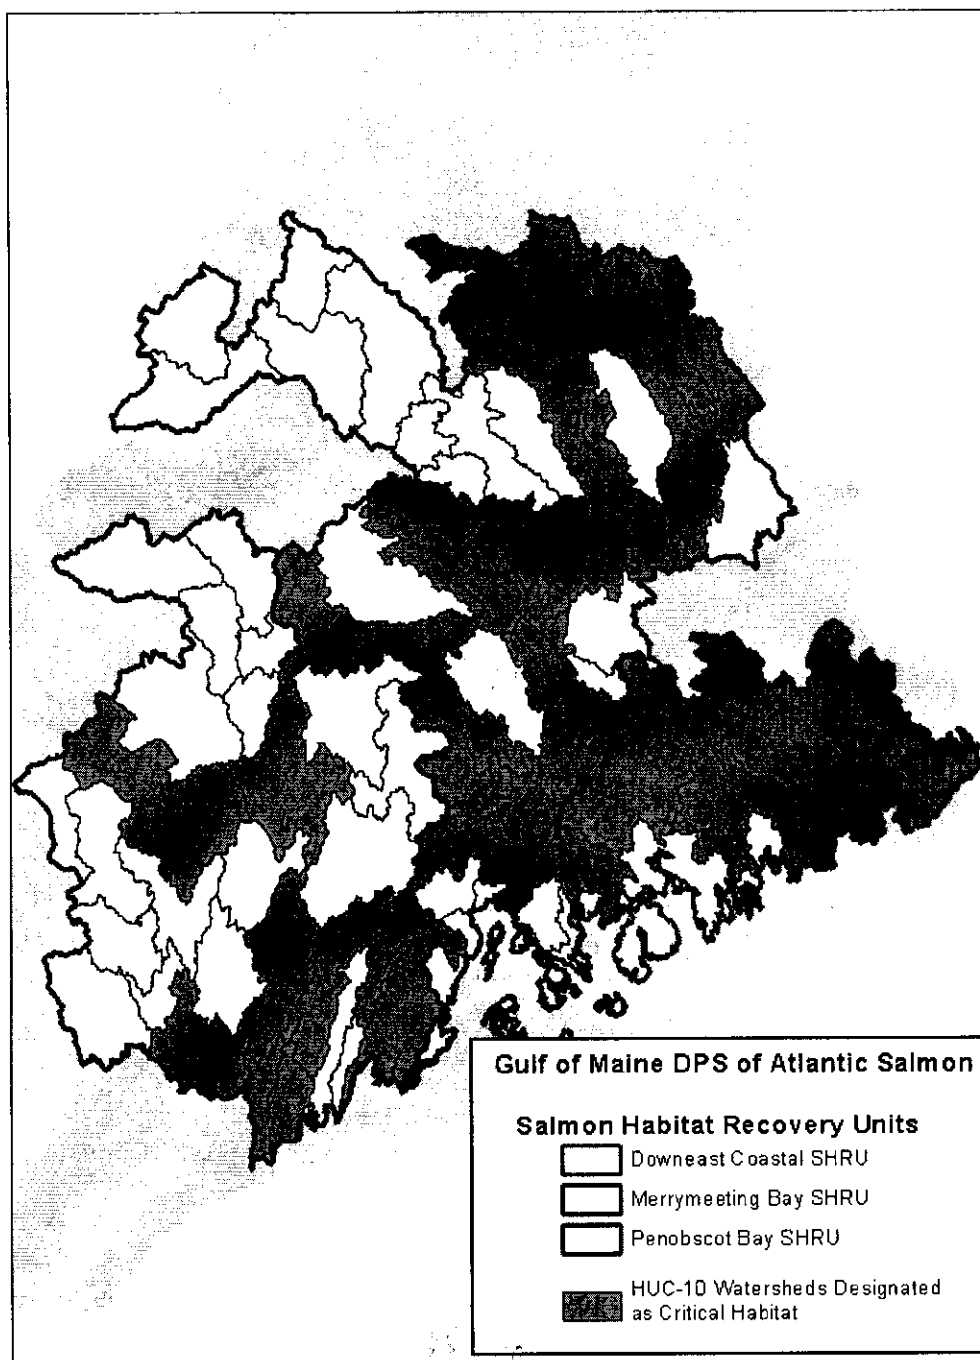 Gulf of Maine DPS of Atlantic Salmon
Salmon Habitat Recovery Units
Downeast Coastal SHRU
Merrymeeting Bay SHRU
Penobscot Bay SHRU
HUC-10 Watersheds Designated
as Critical Habitat